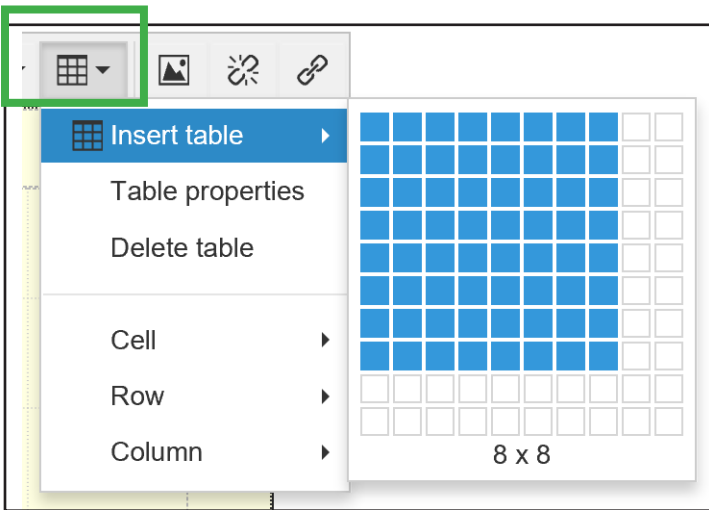 Insert table
Table properties
Delete table
Cell
Row
Column
8 x 8